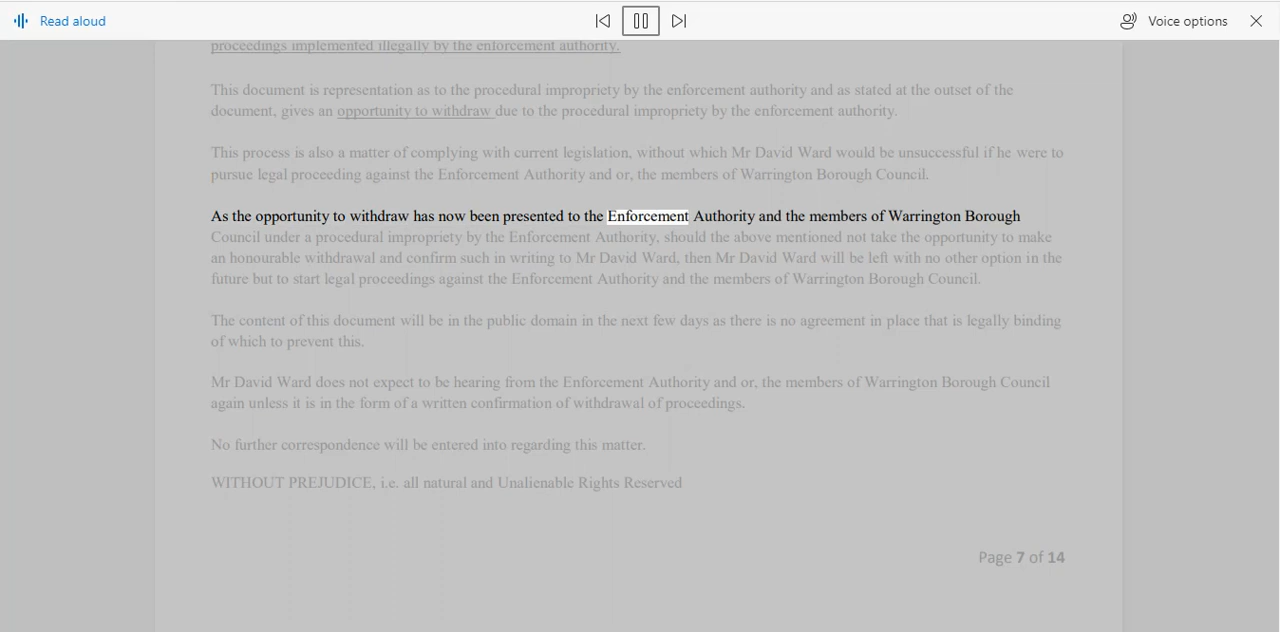 Read aloud
Voice options
proceedings implemented illegally by the enforcement authority.
This document is representation as to the procedural impropriety by the enforcement authority and as stated at the outset of the
document, gives an opportunity to withdraw due to the procedural impropriety by the enforcement authority.
This process is also a matter of complying with current legislation, without which Mr David Ward would be unsuccessful if he were to
pursue legal proceeding against the Enforcement Authority and or, the members of Warrington Borough Council.
As the opportunity to withdraw has now been presented to the Enforcement Authority and the members of Warrington Borough
Council under a procedural impropriety by the Enforcement Authority, should the above mentioned not take the opportunity to make
an honourable withdrawal and confirm such in writing to Mr David Ward, then Mr David Ward will be left with no other option in the
future but to start legal proceedings against the Enforcement Authority and the members of Warrington Borough Council.
The content of this document will be in the public domain in the next few days as there is no agreement in place that is legally binding
of which to prevent this.
Mr David Ward does not expect to be hearing from the Enforcement Authority and or, the members of Warrington Borough Council
again unless it is in the form of a written confirmation of withdrawal of proceedings.
No further correspondence will be entered into regarding this matter.
WITHOUT PREJUDICE, i.e. all natural and Unalienable Rights Reserved
Page 7 of 14